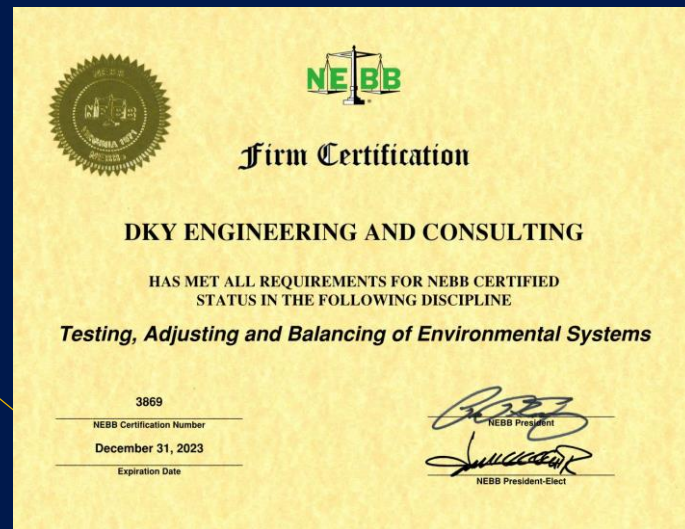 NEBB
NEBB
Firm Certification
DKY ENGINEERING AND CONSULTING
HAS MET ALL REQUIREMENTS FOR NEBB CERTIFIED
STATUS IN THE FOLLOWING DISCIPLINE
Testing, Adjusting and Balancing of Environmental Systems
3869
NEBB Certification Number
December 31, 2023
Expiration Date
NEBB President
NEBB President-Elect